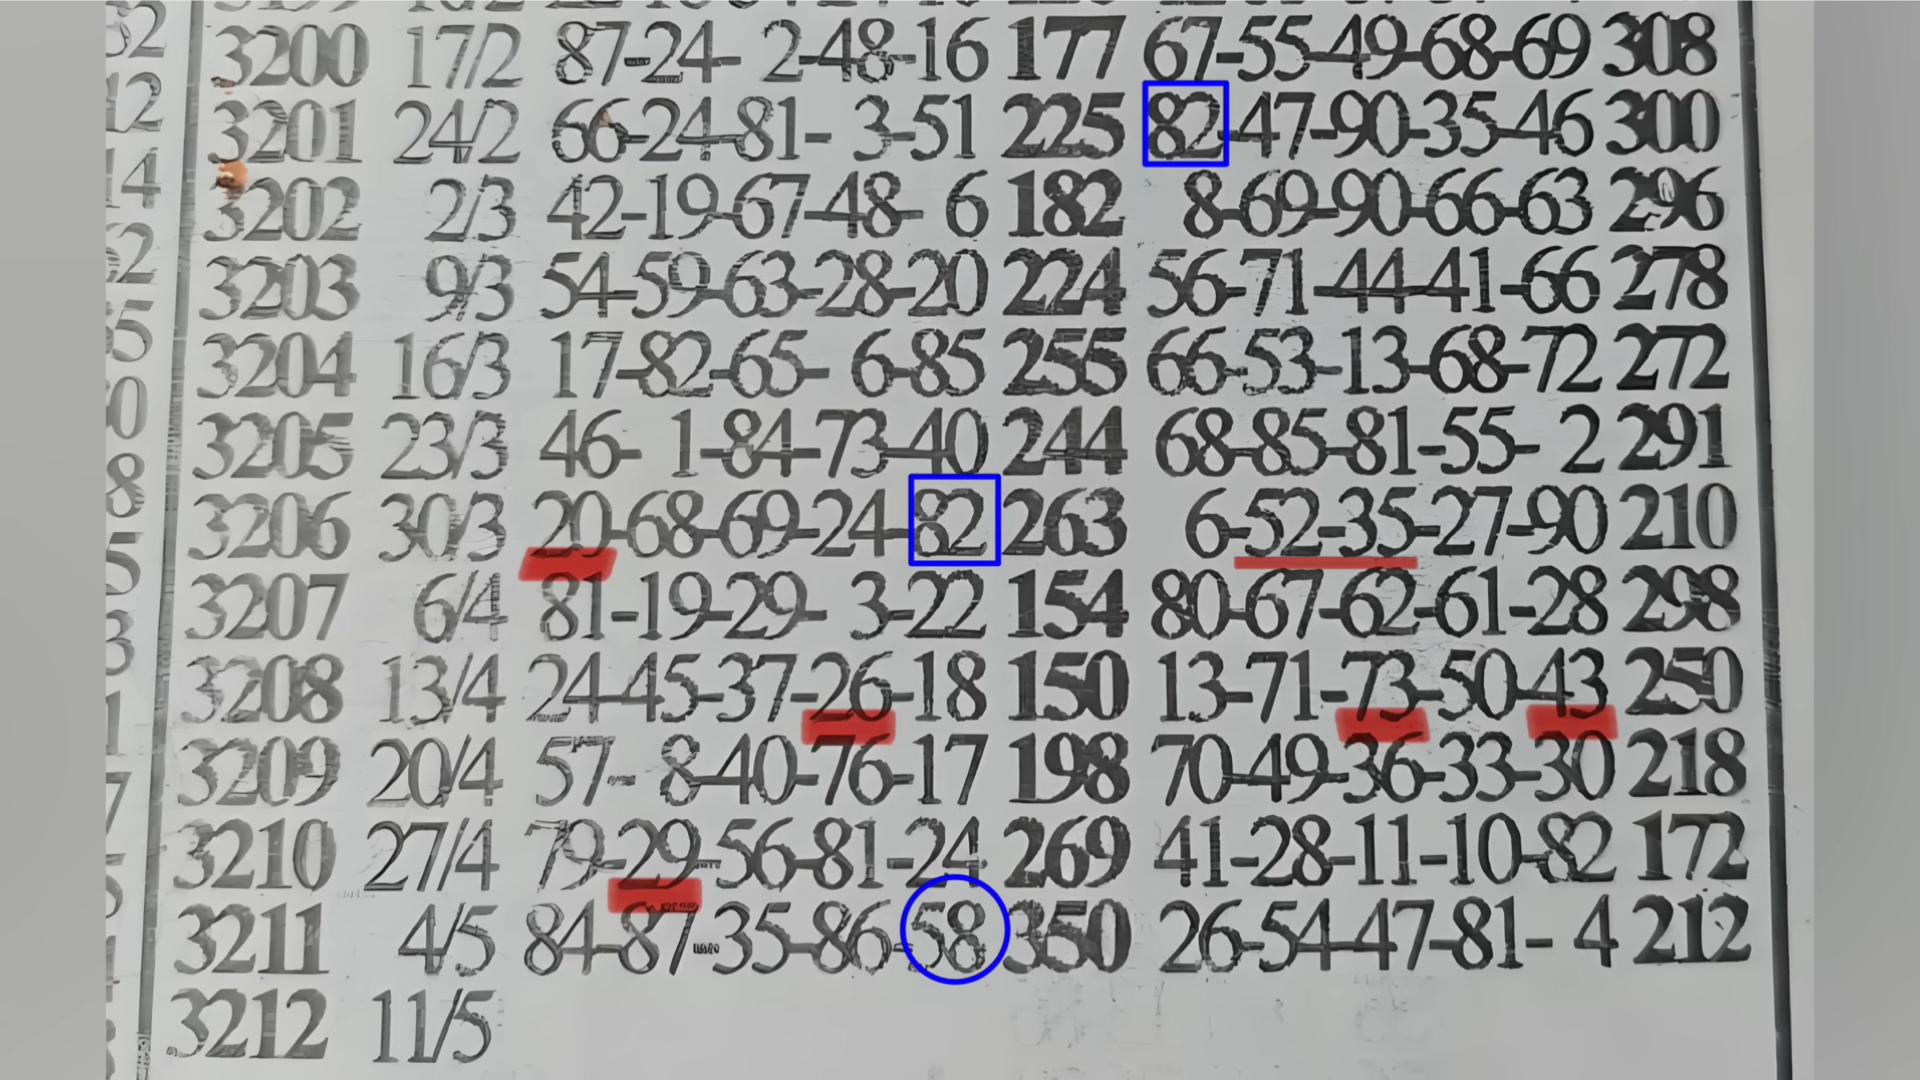 3200 17/2 87-24- 2-48-16 177 67-55-49-68-69 308
3201 24/2 66-24-81- 3-51 225 82-47-90-35-46 300
3202 2/3 42-19-67-48- 6 182 8-69-90-66-63 296
3203 9/3 54-59-63-28-20 224 56-71-44-41-66 278
3204 16/3 17-82-65- 6-85 255 66-53-13-68-72 272
3205 23/3 46- 1-84-73-40 244 68-85-81-55- 2 291
3206 30/3 20-68-69-24-82 263 6-52-35-27-90 210
3207 6/4 81-19-29- 3-22 154 80-67-62-61-28 298
3208 13/4 24-45-37-26-18 150 13-71-73-50-43 250
3209 20/4 57- 8-40-76-17 198 70-49-36-33-30 218
3210 27/4 79-29-56-81-24 269 41-28-11-10-82 172
3211 4/5 84-87-35-86-58 350 26-54-47-81- 4 212
3212 11/5